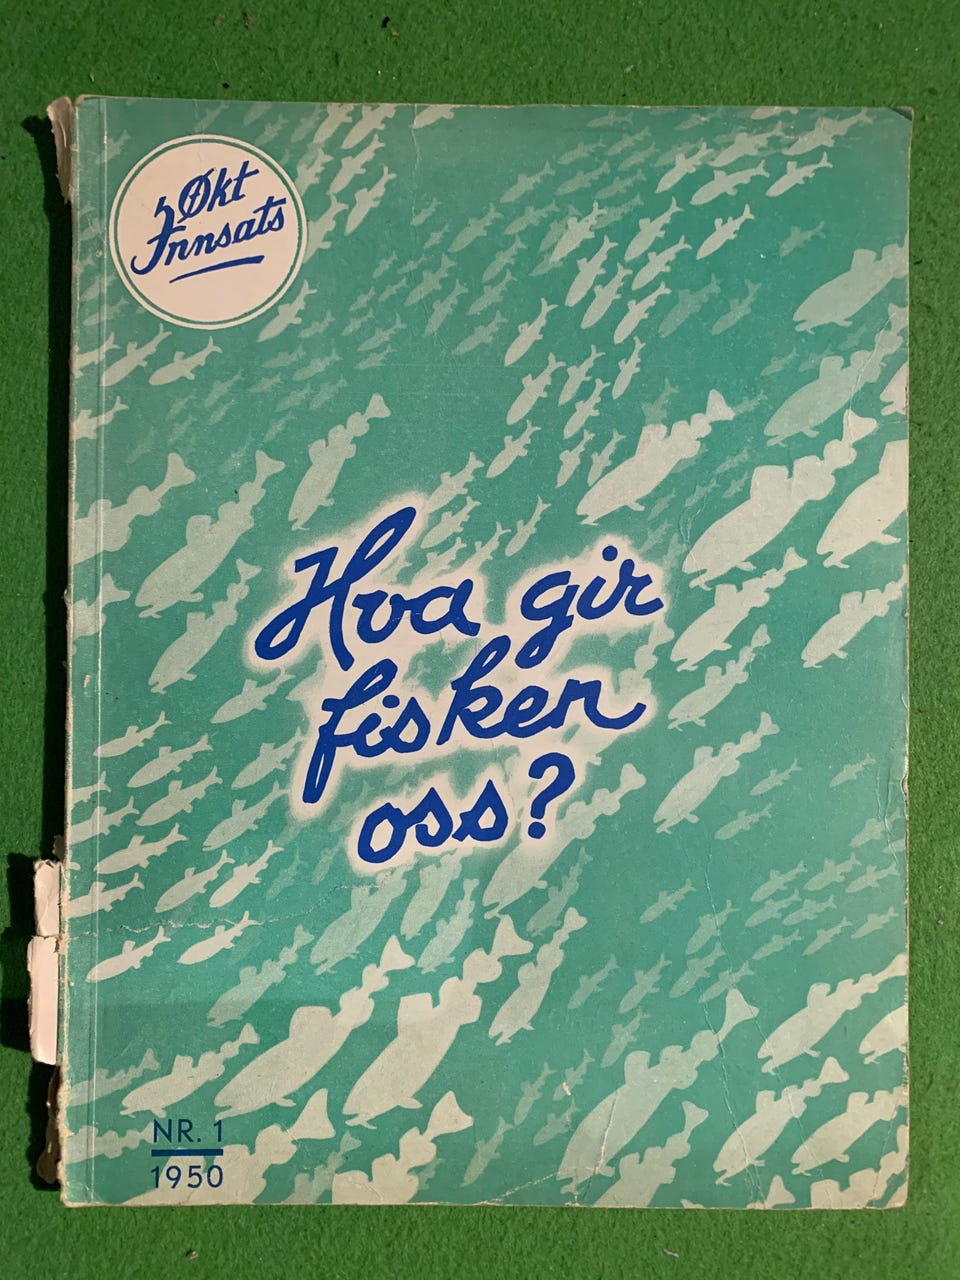 Økt
Innsats
Hva gir
fisken
oss?
NR. 1
1950